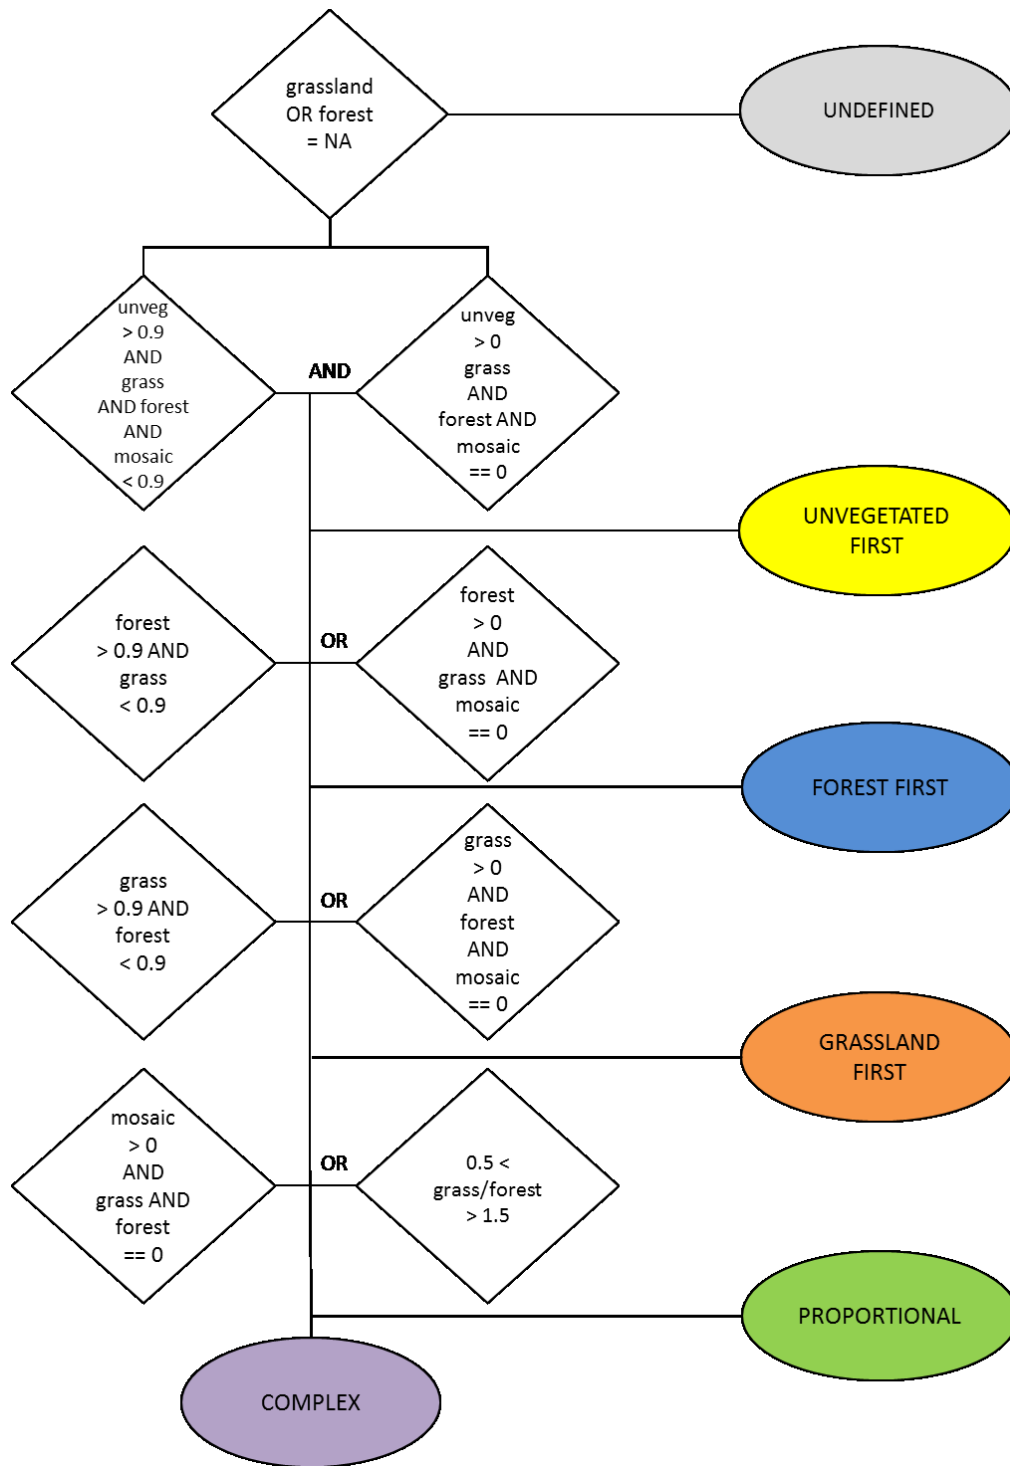 grassland
OR forest
= NA
UNDEFINED
unveg
> 0.9
AND
grass
AND forest
AND
mosaic
< 0.9
AND
unveg
> 0
grass
AND
forest AND
mosaic
== 0
UNVEGETATED
FIRST
forest
> 0.9 AND
grass
< 0.9
OR
forest
> 0
AND
grass AND
mosaic
== 0
FOREST FIRST
grass
> 0.9 AND
forest
< 0.9
OR
grass
> 0
AND
forest
AND
mosaic
== 0
GRASSLAND
FIRST
mosaic
> 0
AND
grass AND
forest
== 0
OR
0.5 <
grass/forest
> 1.5
PROPORTIONAL
COMPLEX